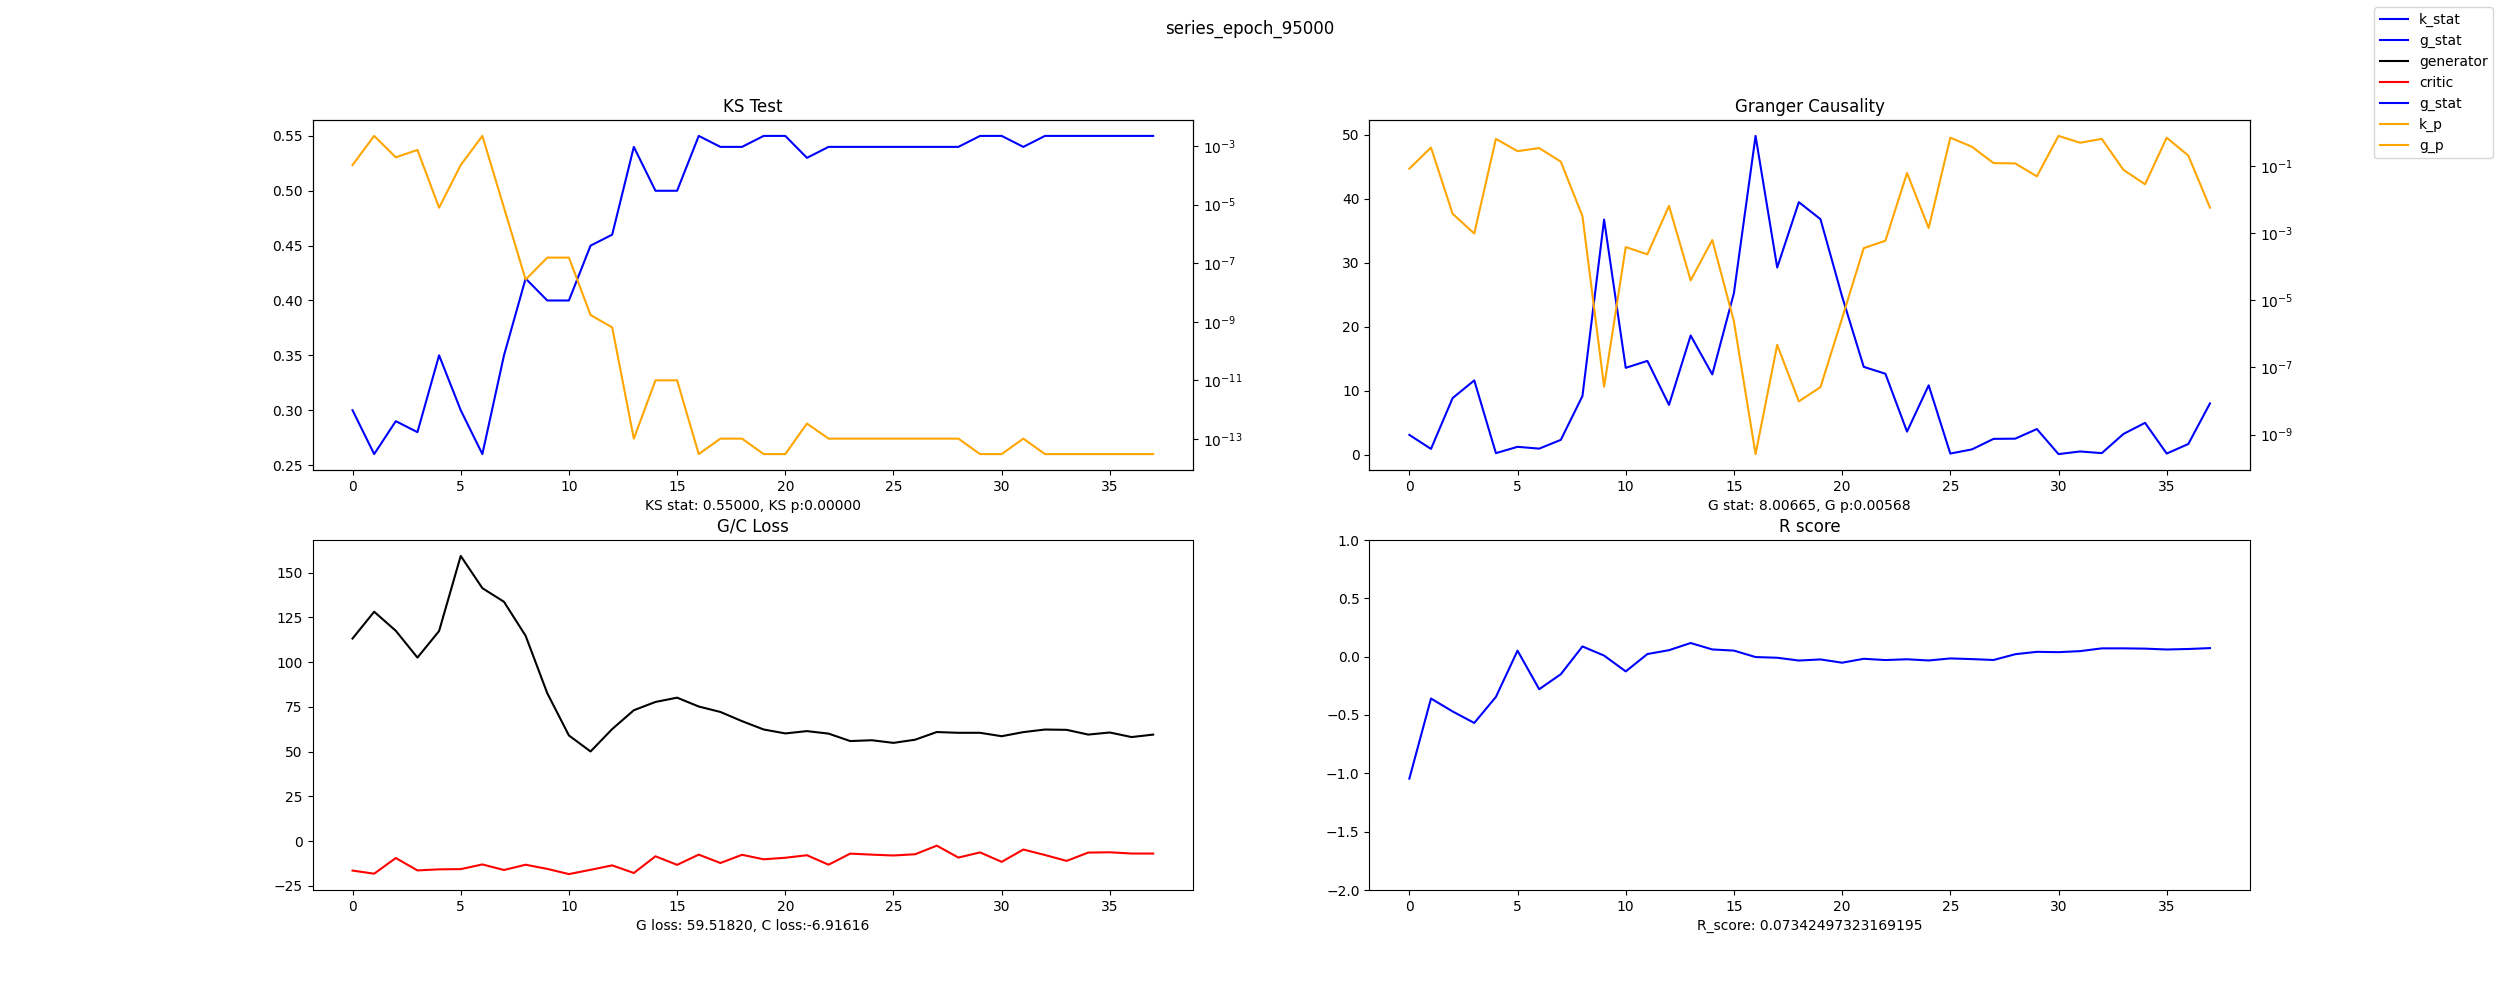 series_epoch_95000
k_stat
g_stat
generator
critic
g_stat
k_p
g_p
KS Test
0.55
0.50
0.45
0.40
0.35
0.30
0.25
10⁻³
10⁻⁵
10⁻⁷
10⁻⁹
10⁻¹¹
10⁻¹³
0 5 10 15 20 25 30 35
KS stat: 0.55000, KS p:0.00000
Granger Causality
50
40
30
20
10
0
10⁻¹
10⁻³
10⁻⁵
10⁻⁷
10⁻⁹
0 5 10 15 20 25 30 35
G stat: 8.00665, G p:0.00568
G/C Loss
150
125
100
75
50
25
0
−25
0 5 10 15 20 25 30 35
G loss: 59.51820, C loss:-6.91616
R score
1.0
0.5
0.0
−0.5
−1.0
−1.5
−2.0
0 5 10 15 20 25 30 35
R_score: 0.07342497323169195